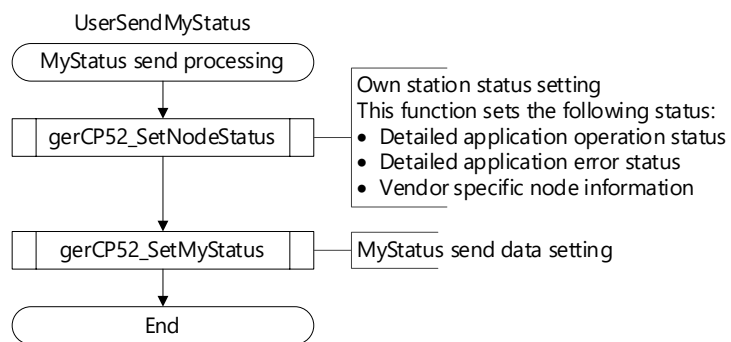 UserSendMyStatus
MyStatus send processing
gerCP52_SetNodeStatus
Own station status setting
This function sets the following status:
• Detailed application operation status
• Detailed application error status
• Vendor specific node information
gerCP52_SetMyStatus
MyStatus send data setting
End